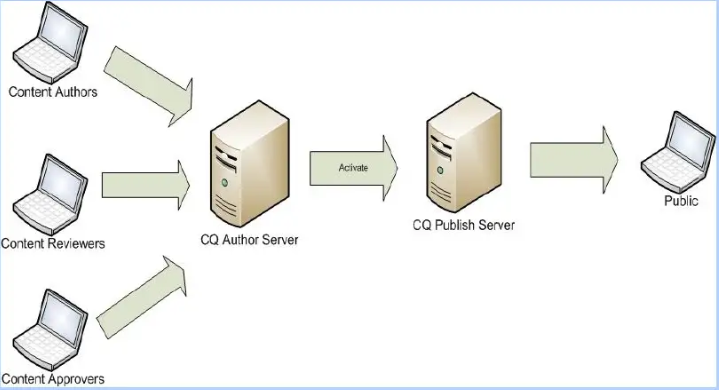 Content Authors
Content Reviewers
Content Approvers
CQ Author Server
Activate
CQ Publish Server
Public